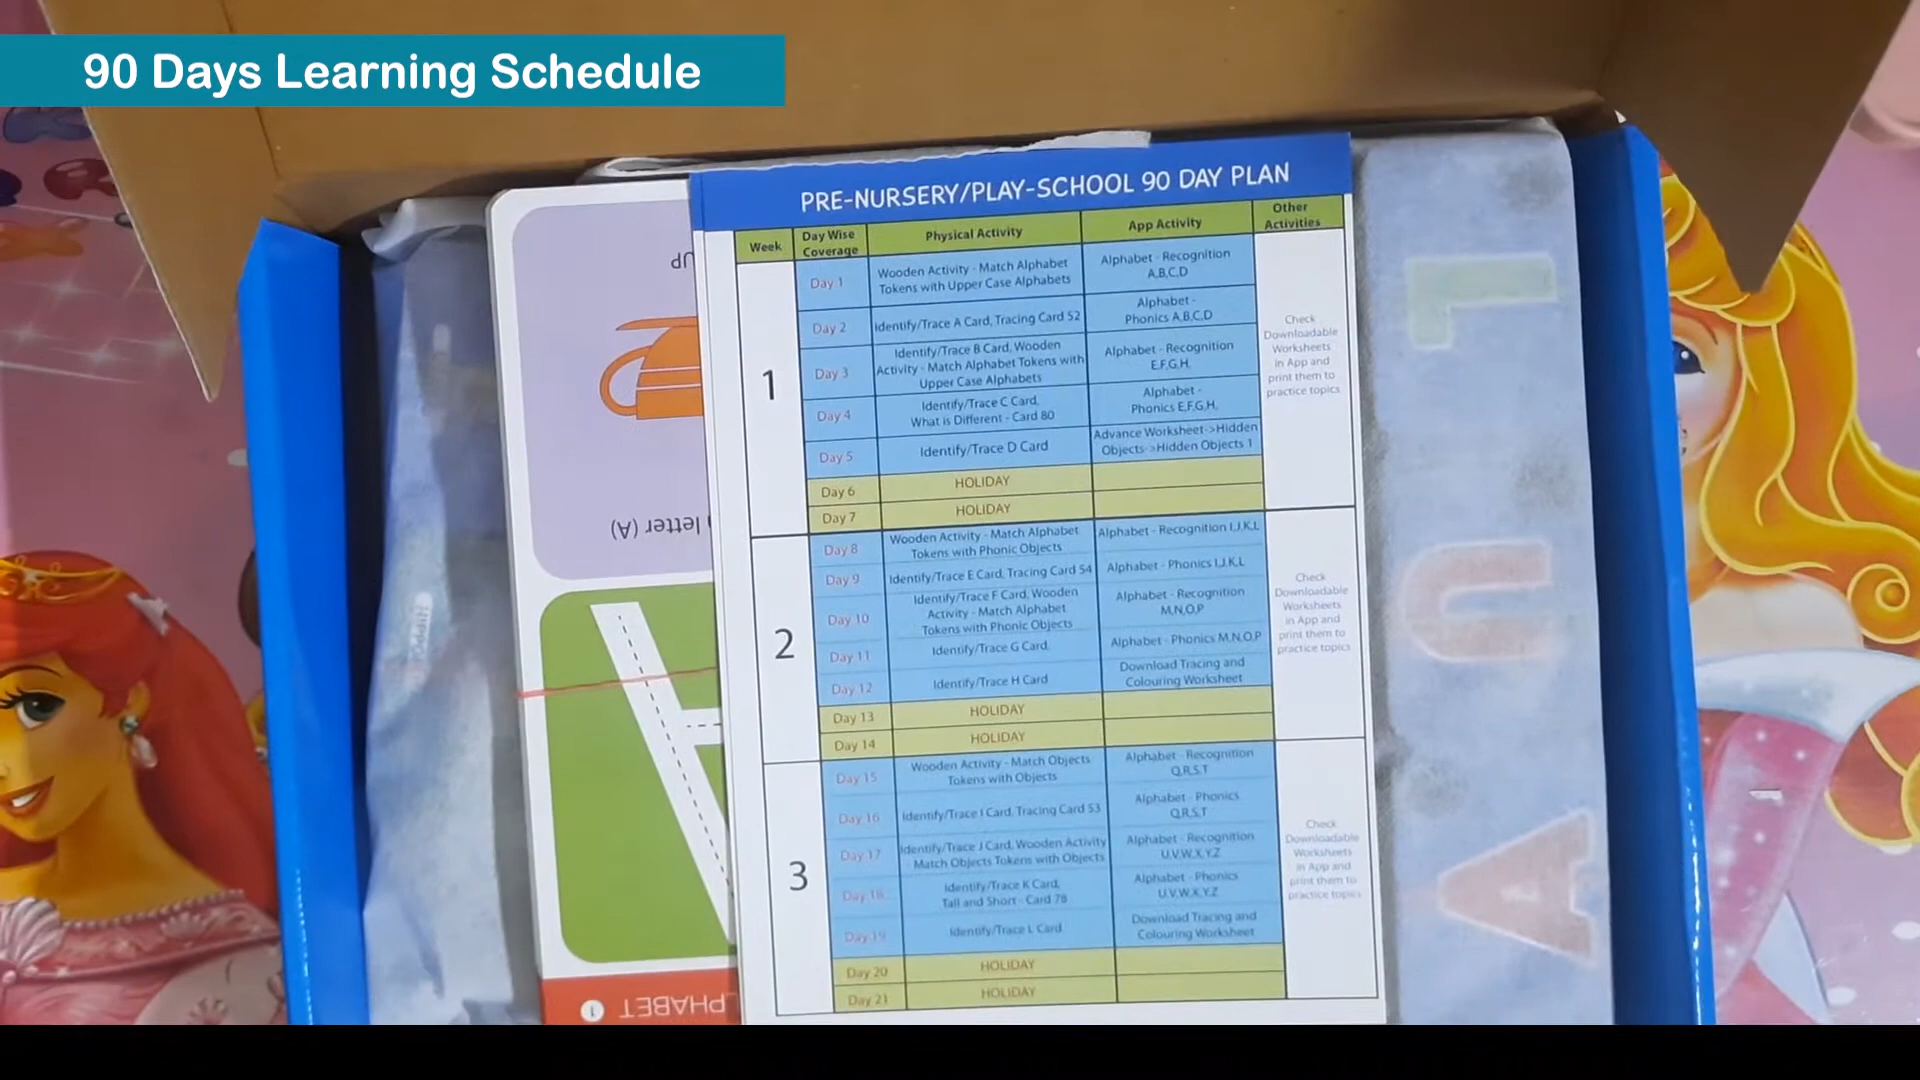 90 Days Learning Schedule
PRE-NURSERY/PLAY-SCHOOL 90 DAY PLAN
Week
Day Wise
Coverage
Physical Activity
App Activity
Other
Activities
1
Day 1
Wooden Activity - Match Alphabet
Tokens with Upper Case Alphabets
Alphabet - Recognition
A,B,C,D
Day 2
Identify/Trace A Card, Tracing Card 52
Alphabet -
Phonics A,B,C,D
Day 3
Identify/Trace B Card, Wooden
Activity - Match Alphabet Tokens with
Upper Case Alphabets
Alphabet - Recognition
E,F,G,H,
Day 4
Identify/Trace C Card,
What is Different - Card 80
Alphabet -
Phonics E,F,G,H,
Day 5
Identify/Trace D Card
Advance Worksheet->Hidden
Objects->Hidden Objects 1
Day 6
HOLIDAY
Day 7
HOLIDAY
Check
Downloadable
Worksheets
in App and
print them to
practice topics
2
Day 8
Wooden Activity - Match Alphabet
Tokens with Phonic Objects
Alphabet - Recognition I,J,K,L
Day 9
Identify/Trace E Card, Tracing Card 54
Alphabet - Phonics I,J,K,L
Day 10
Identify/Trace F Card, Wooden
Activity - Match Alphabet
Tokens with Phonic Objects
Alphabet - Recognition
M,N,O,P
Day 11
Identify/Trace G Card,
Alphabet - Phonics M,N,O,P
Day 12
Identify/Trace H Card
Download Tracing and
Colouring Worksheet
Day 13
HOLIDAY
Day 14
HOLIDAY
Check
Downloadable
Worksheets
in App and
print them to
practice topics
3
Day 15
Wooden Activity - Match Objects
Tokens with Objects
Alphabet - Recognition
Q,R,S,T
Day 16
Identify/Trace I Card, Tracing Card 53
Alphabet - Phonics
Q,R,S,T
Day 17
Identify/Trace J Card, Wooden Activity
- Match Objects Tokens with Objects
Alphabet - Recognition
U,V,W,X,Y,Z
Day 18
Identify/Trace K Card,
Tall and Short - Card 78
Alphabet - Phonics
U,V,W,X,Y,Z
Day 19
Identify/Trace L Card
Download Tracing and
Colouring Worksheet
Day 20
HOLIDAY
Day 21
HOLIDAY
Check
Downloadable
Worksheets
in App and
print them to
practice topics
UP
letter (A)
PHABET
1
A U L